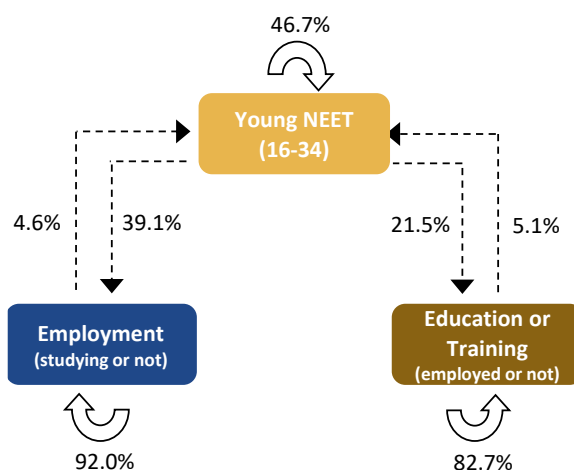 46.7%
Young NEET
(16-34)
4.6%
39.1%
21.5%
5.1%
Employment
(studying or not)
Education or
Training
(employed or not)
92.0%
82.7%